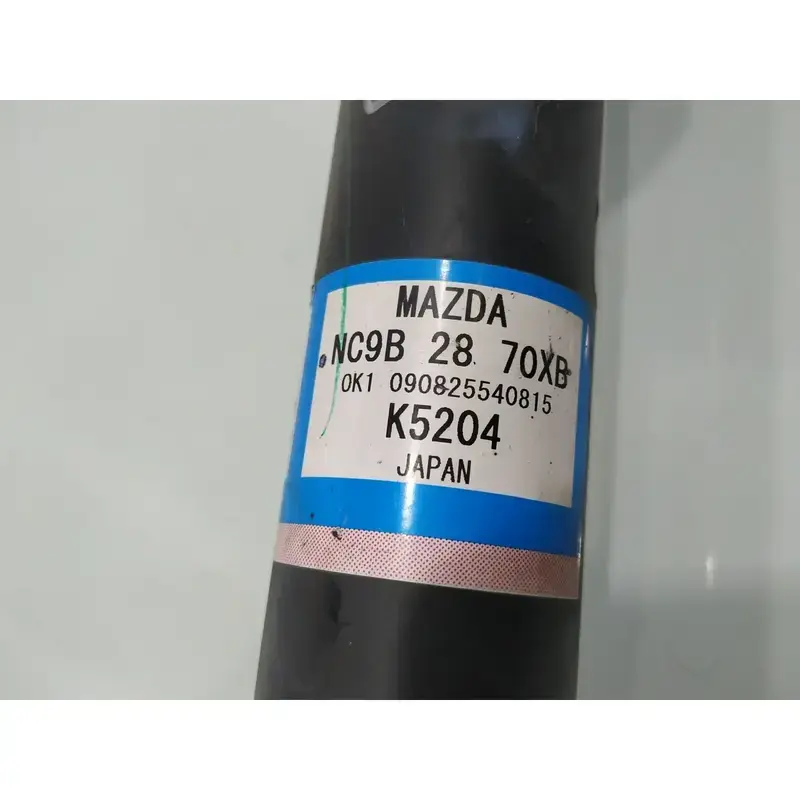 MAZDA
NC9B 28 70XB
OK1 090825540815
K5204
JAPAN